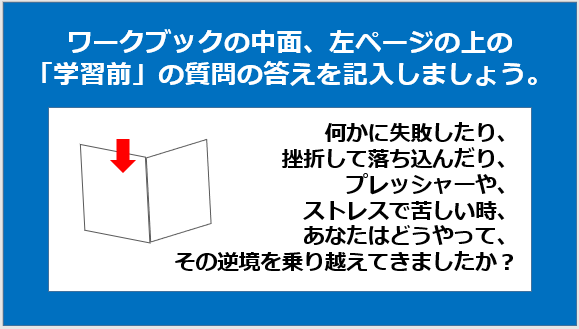 ワークブックの中面、左ページの上の
「学習前」の質問の答えを記入しましょう。
何かに失敗したり、
挫折して落ち込んだり、
プレッシャーや、
ストレスで苦しい時、
あなたはどうやって、
その逆境を乗り越えてきましたか？